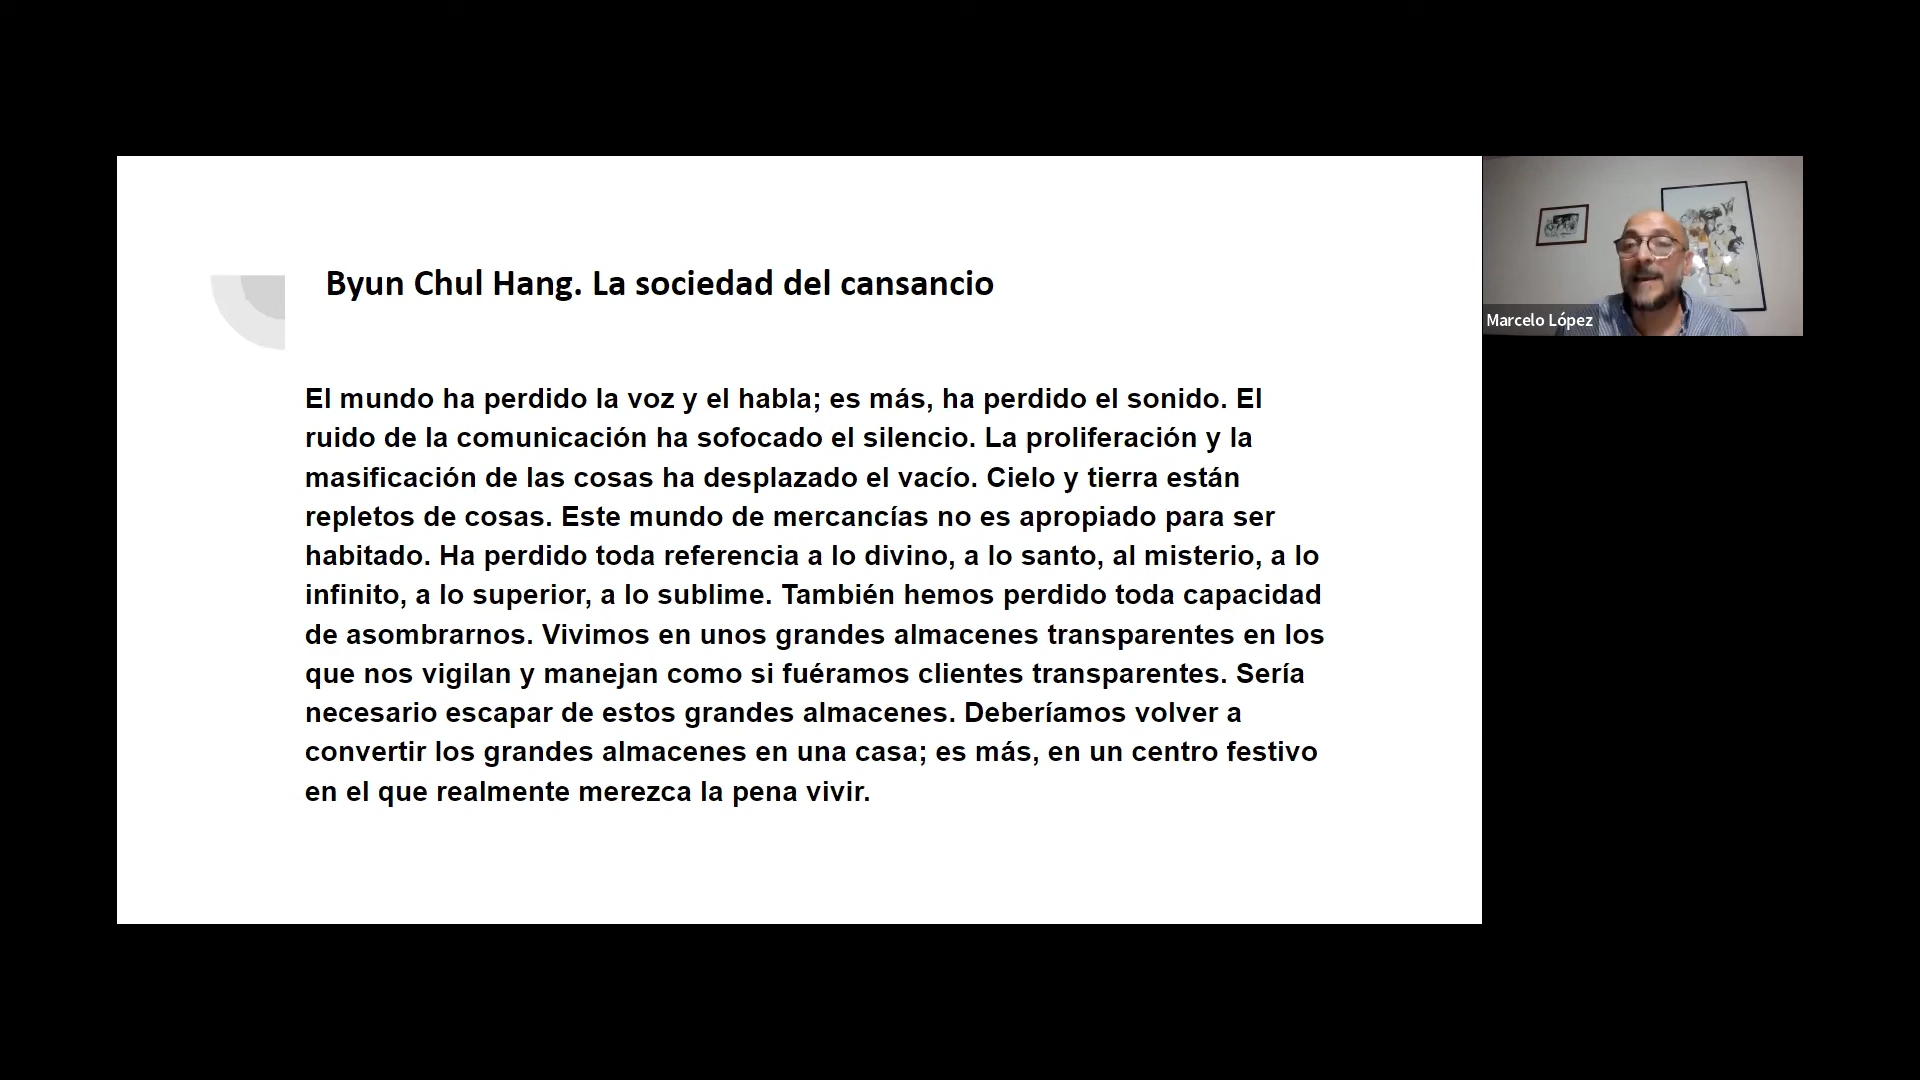 Byun Chul Hang. La sociedad del cansancio
El mundo ha perdido la voz y el habla; es más, ha perdido el sonido. El
ruido de la comunicación ha sofocado el silencio. La proliferación y la
masificación de las cosas ha desplazado el vacío. Cielo y tierra están
repletos de cosas. Este mundo de mercancías no es apropiado para ser
habitado. Ha perdido toda referencia a lo divino, a lo santo, al misterio, a lo
infinito, a lo superior, a lo sublime. También hemos perdido toda capacidad
de asombrarnos. Vivimos en unos grandes almacenes transparentes en los
que nos vigilan y manejan como si fuéramos clientes transparentes. Sería
necesario escapar de estos grandes almacenes. Deberíamos volver a
convertir los grandes almacenes en una casa; es más, en un centro festivo
en el que realmente merezca la pena vivir.
Marcelo López